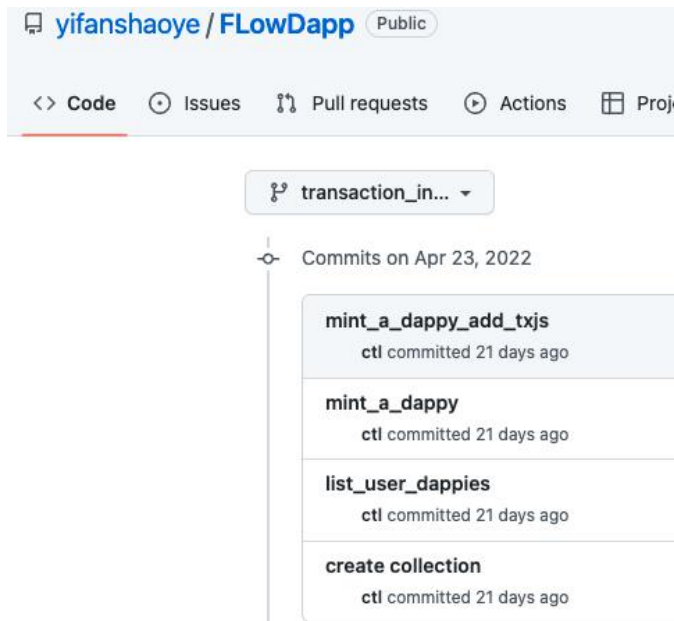 yifanshaoye / FLowDapp Public
Code Issues Pull requests Actions Proj
transaction_in...
Commits on Apr 23, 2022
mint_a_dappy_add_txjs
ctl committed 21 days ago
mint_a_dappy
ctl committed 21 days ago
list_user_dappies
ctl committed 21 days ago
create collection
ctl committed 21 days ago